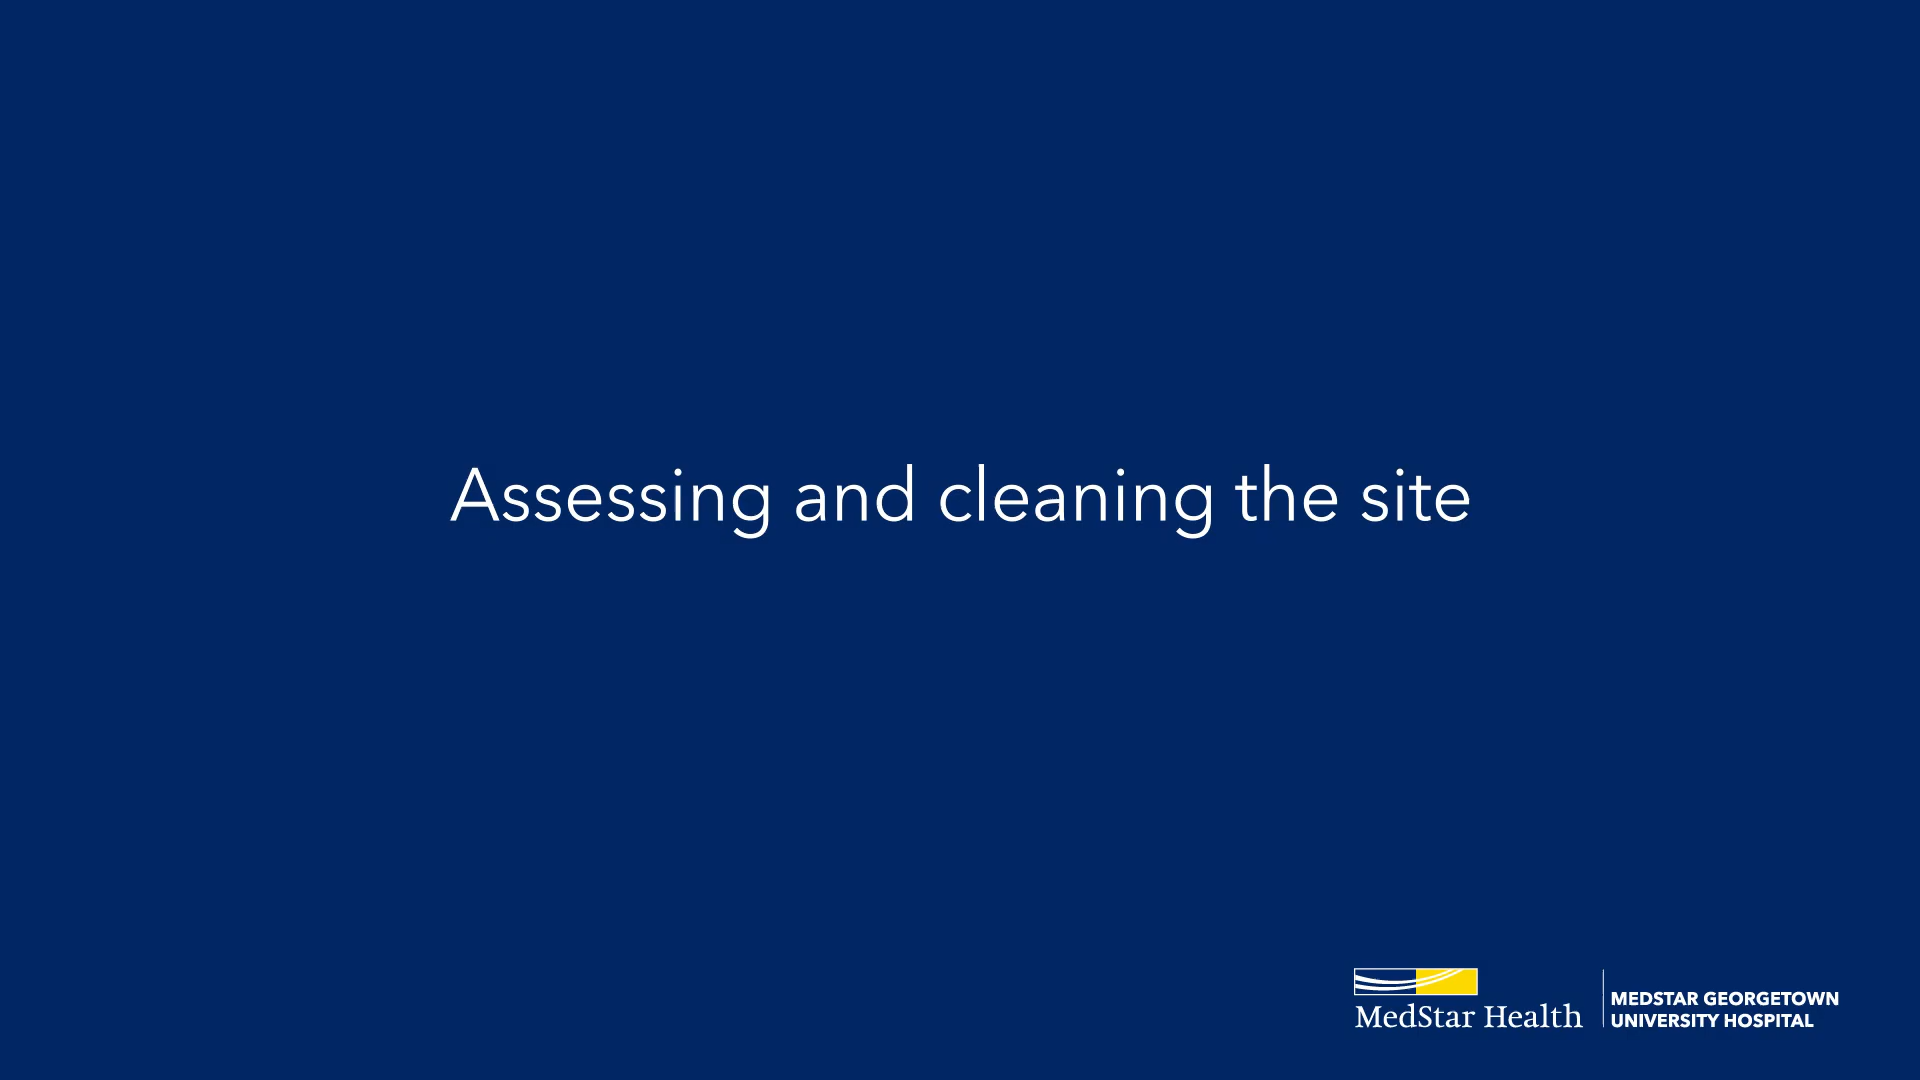 Assessing and cleaning the site
MedStar Health
MEDSTAR GEORGETOWN
UNIVERSITY HOSPITAL